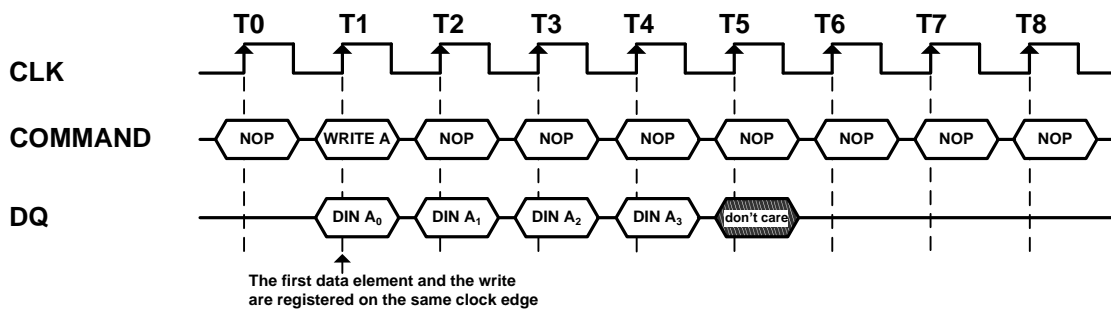 T0 T1 T2 T3 T4 T5 T6 T7 T8
CLK
COMMAND NOP WRITE A NOP NOP NOP NOP NOP NOP NOP
DQ DIN A₀ DIN A₁ DIN A₂ DIN A₃ don't care
The first data element and the write
are registered on the same clock edge